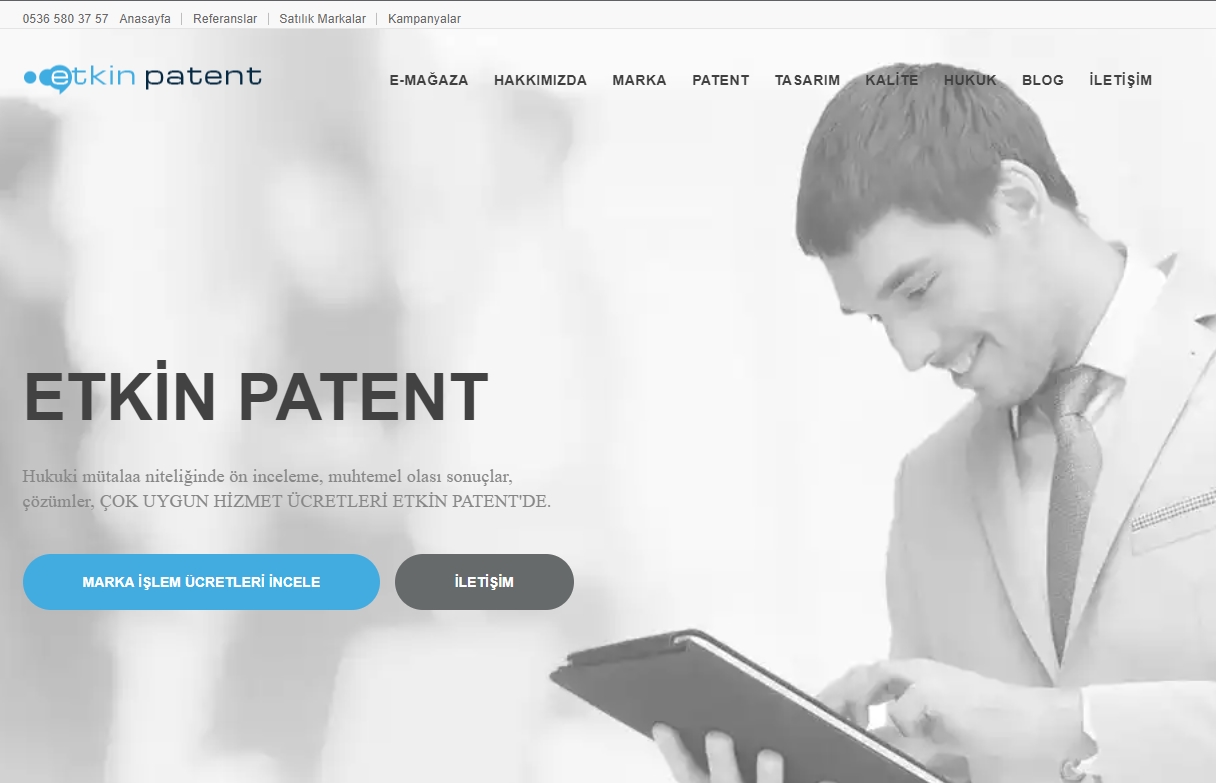 0536 580 37 57 Anasayfa Referanslar Satılık Markalar Kampanyalar
etkin patent
E-MAĞAZA HAKKIMIZDA MARKA PATENT TASARIM KALİTE HUKUK BLOG İLETİŞİM
ETKİN PATENT
Hukuki mütalaa niteliğinde ön inceleme, muhtemel olası sonuçlar,
çözümler, ÇOK UYGUN HİZMET ÜCRETLERİ ETKİN PATENT'DE.
MARKA İŞLEM ÜCRETLERİ İNCELE
İLETİŞİM